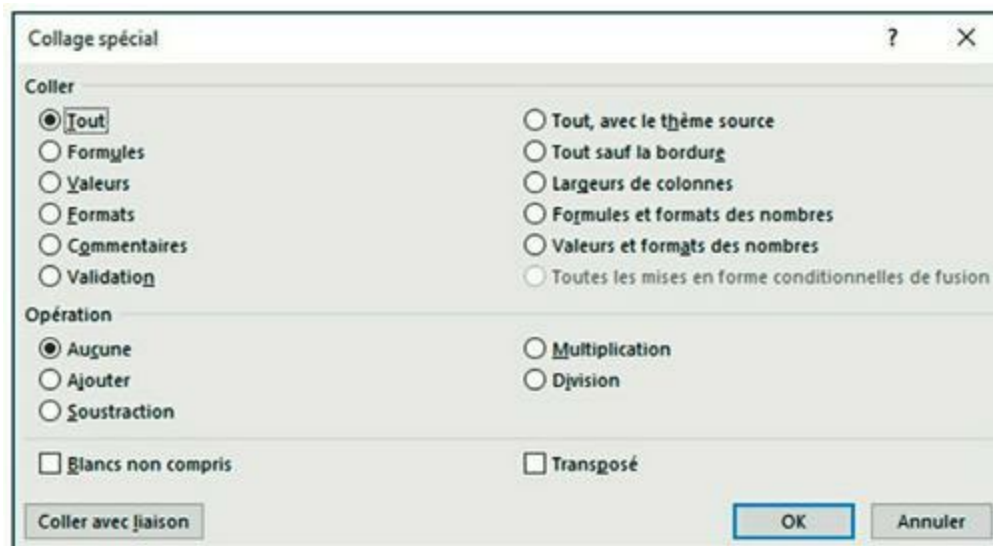 Collage spécial ? ×
Coller
Tout
Formules
Valeurs
Formats
Commentaires
Validation
Tout, avec le thème source
Tout sauf la bordure
Largeurs de colonnes
Formules et formats des nombres
Valeurs et formats des nombres
Toutes les mises en forme conditionnelles de fusion
Opération
Aucune
Ajouter
Soustraction
Multiplication
Division
Blancs non compris
Transposé
Coller avec liaison
OK
Annuler